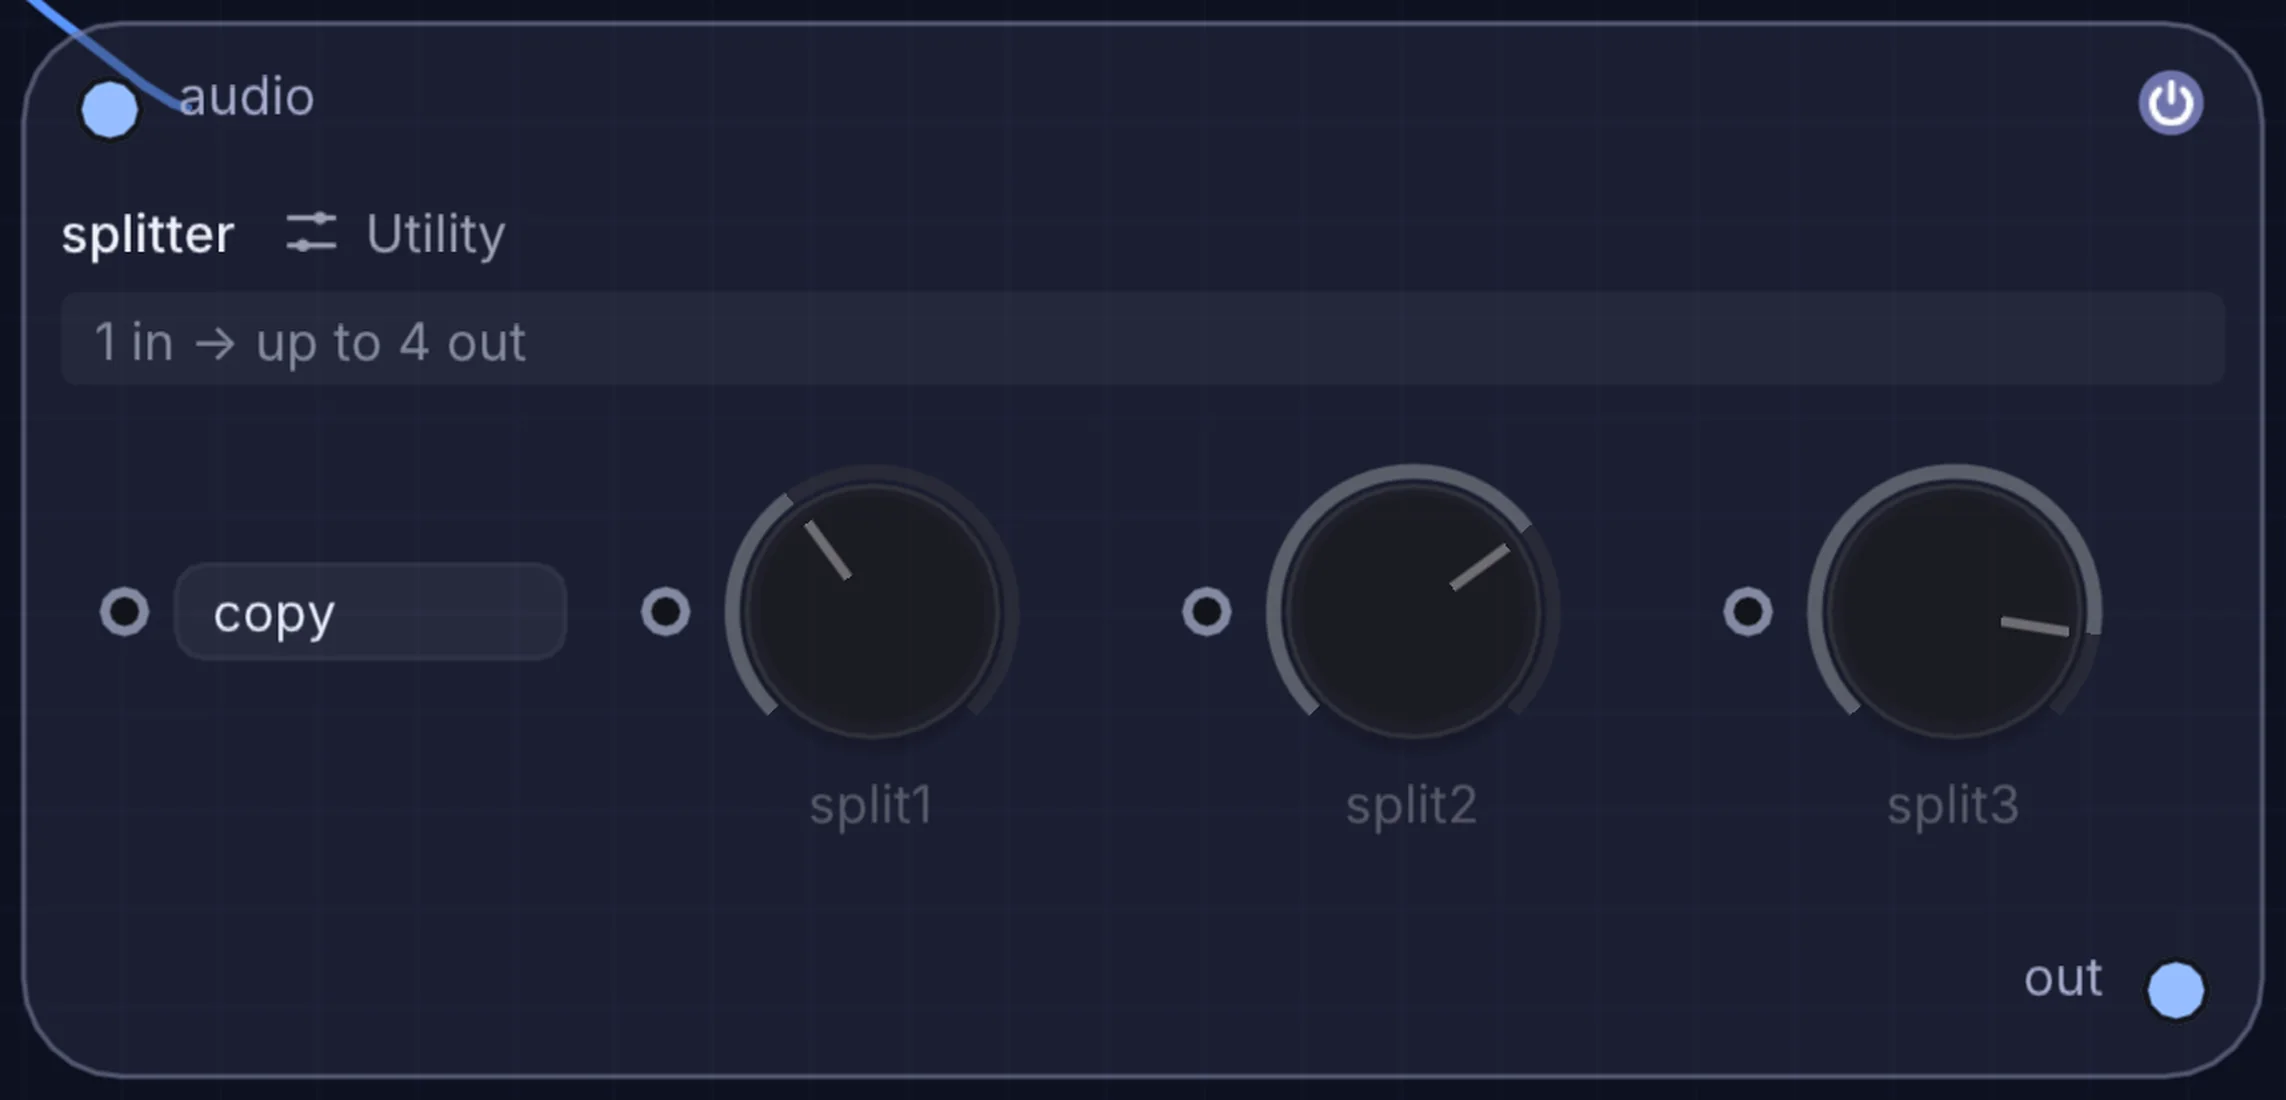 audio
splitter Utility
1 in → up to 4 out
copy
split1 split2 split3
out